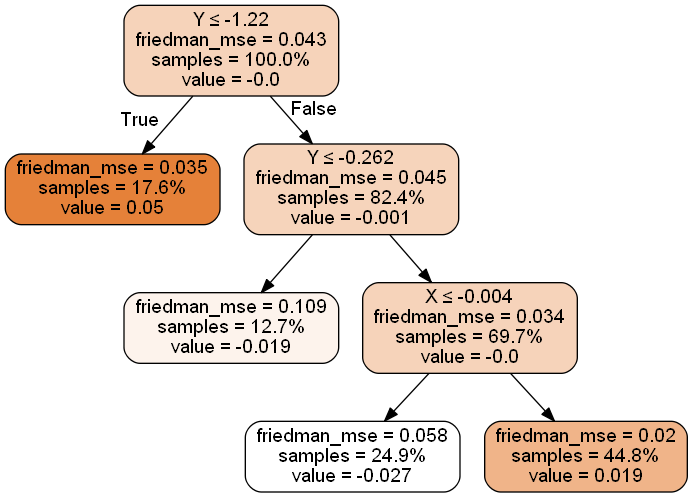 Y ≤ -1.22
friedman_mse = 0.043
samples = 100.0%
value = -0.0
True
False
friedman_mse = 0.035
samples = 17.6%
value = 0.05
Y ≤ -0.262
friedman_mse = 0.045
samples = 82.4%
value = -0.001
friedman_mse = 0.109
samples = 12.7%
value = -0.019
X ≤ -0.004
friedman_mse = 0.034
samples = 69.7%
value = -0.0
friedman_mse = 0.058
samples = 24.9%
value = -0.027
friedman_mse = 0.02
samples = 44.8%
value = 0.019